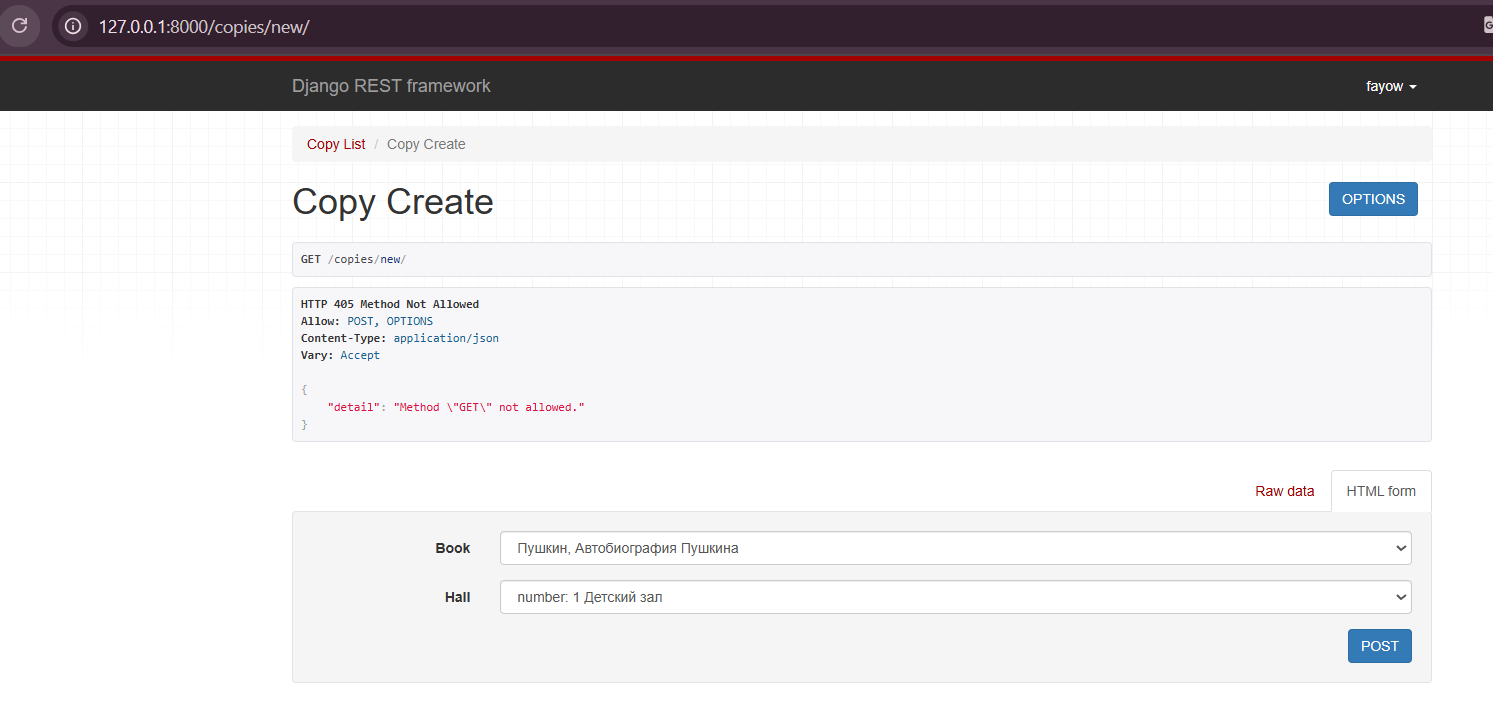 127.0.0.1:8000/copies/new/
Django REST framework
fayow
Copy List / Copy Create
Copy Create
OPTIONS
GET /copies/new/
HTTP 405 Method Not Allowed
Allow: POST, OPTIONS
Content-Type: application/json
Vary: Accept
{
"detail": "Method \"GET\" not allowed."
}
Raw data
HTML form
Book
Пушкин, Автобиография Пушкина
Hall
number: 1 Детский зал
POST